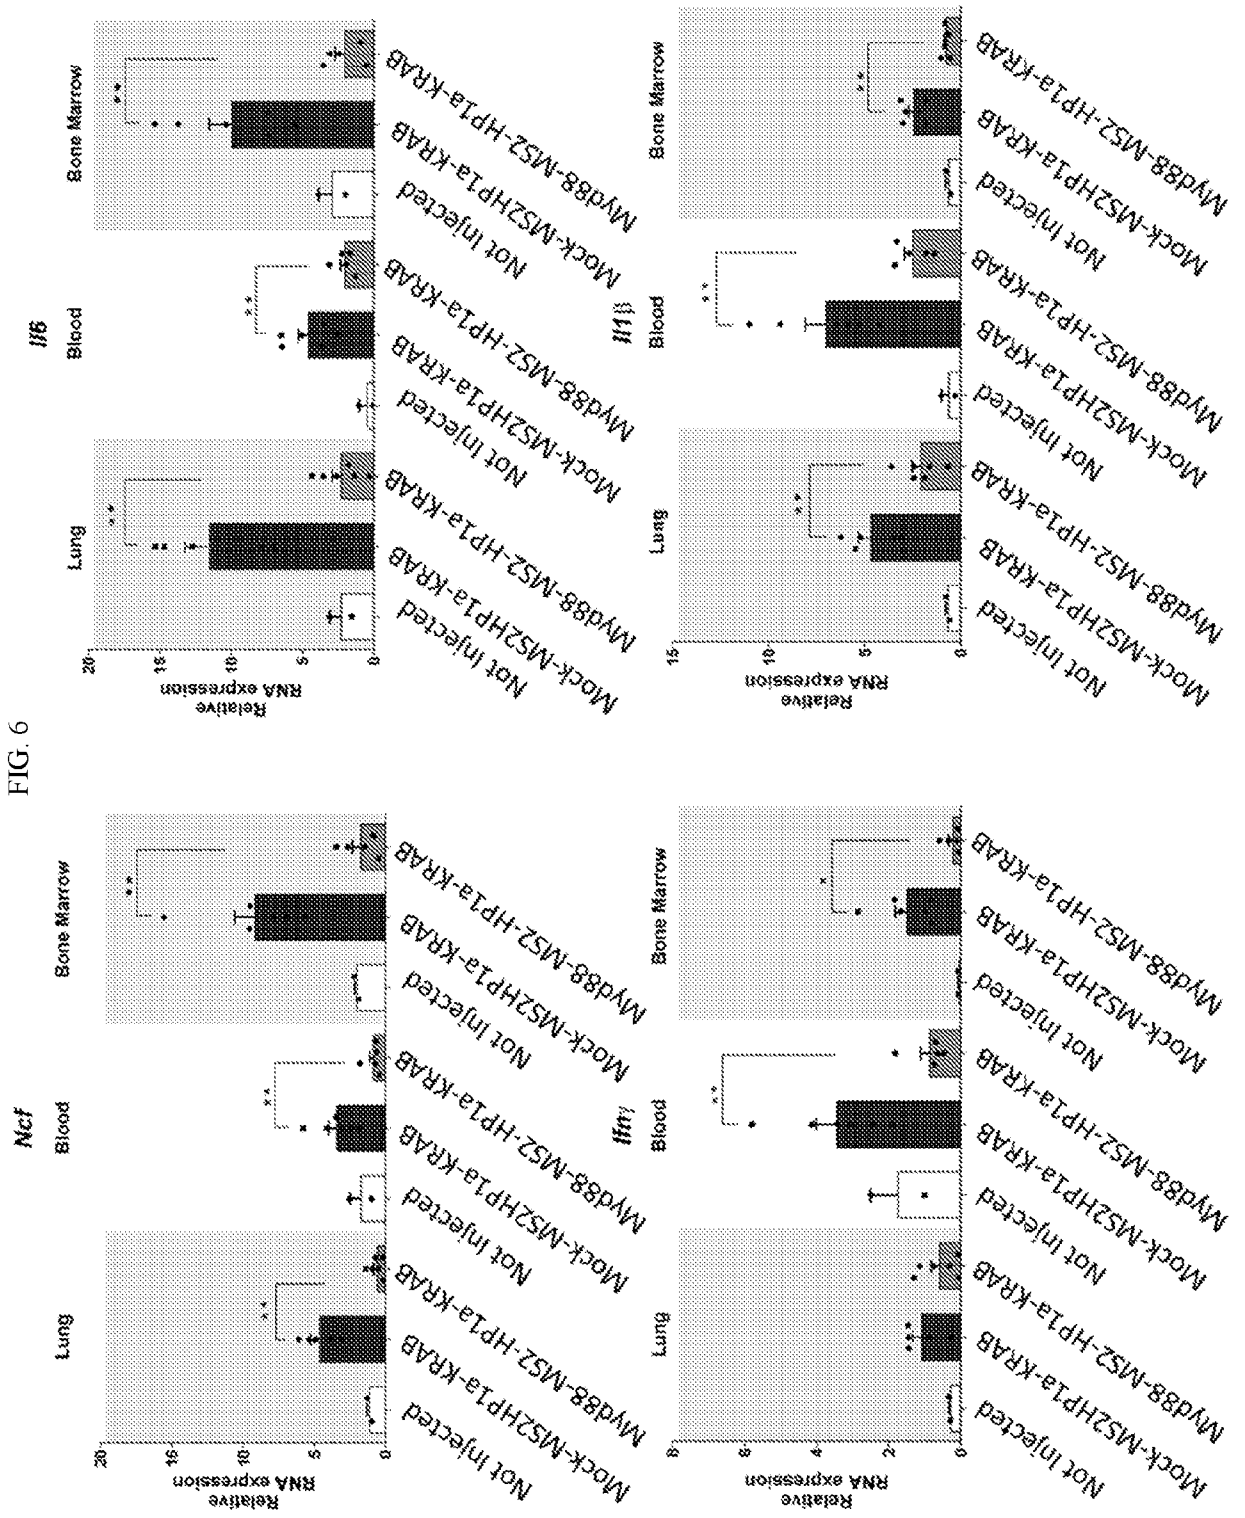 FIG. 6
Ncf
Lung Blood Bone Marrow
Relative
RNA expression
20
15
10
5
0
Not Injected
Mock-MS2HP1a-KRAB
Myd88-MS2-HP1a-KRAB
Not Injected
Mock-MS2HP1a-KRAB
Myd88-MS2-HP1a-KRAB
Not Injected
Mock-MS2HP1a-KRAB
Myd88-MS2-HP1a-KRAB
**
**
**
Il6
Lung Blood Bone Marrow
Relative
RNA expression
20
15
10
5
0
Not Injected
Mock-MS2HP1a-KRAB
Myd88-MS2-HP1a-KRAB
Not Injected
Mock-MS2HP1a-KRAB
Myd88-MS2-HP1a-KRAB
Not Injected
Mock-MS2HP1a-KRAB
Myd88-MS2-HP1a-KRAB
**
**
**
Ifnγ
Lung Blood Bone Marrow
Relative
RNA expression
8
6
4
2
0
Not Injected
Mock-MS2HP1a-KRAB
Myd88-MS2-HP1a-KRAB
Not Injected
Mock-MS2HP1a-KRAB
Myd88-MS2-HP1a-KRAB
Not Injected
Mock-MS2HP1a-KRAB
Myd88-MS2-HP1a-KRAB
**
*
Il1β
Lung Blood Bone Marrow
Relative
RNA expression
15
10
5
0
Not Injected
Mock-MS2HP1a-KRAB
Myd88-MS2-HP1a-KRAB
Not Injected
Mock-MS2HP1a-KRAB
Myd88-MS2-HP1a-KRAB
Not Injected
Mock-MS2HP1a-KRAB
Myd88-MS2-HP1a-KRAB
**
**
**